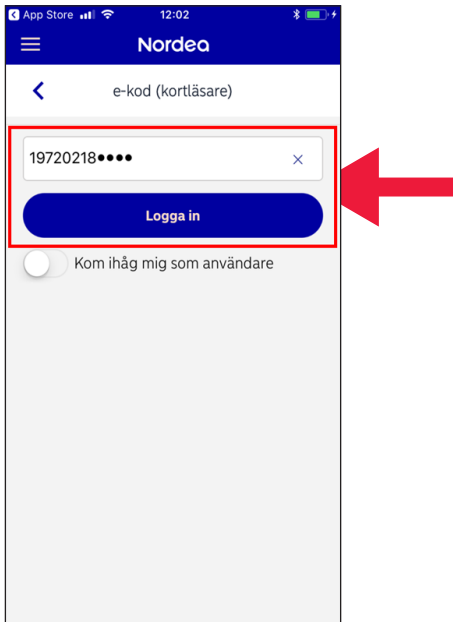 App Store 12:02
Nordea
e-kod (kortläsare)
19720218••••
Logga in
Kom ihåg mig som användare